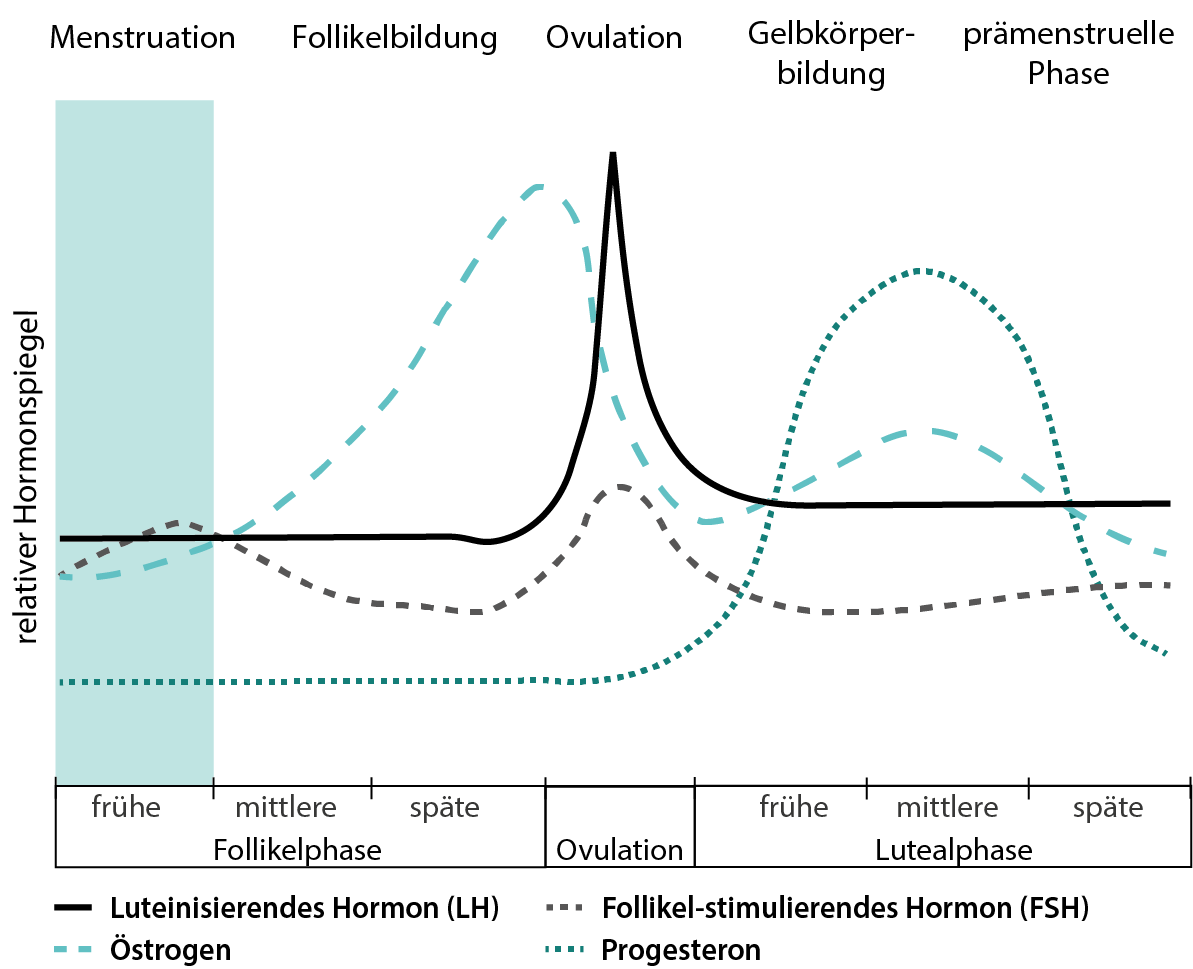 Menstruation
Follikelbildung
Ovulation
Gelbkörper-
bildung
prämenstruelle
Phase
relativer Hormonspiegel
frühe
mittlere
späte
frühe
mittlere
späte
Follikelphase
Ovulation
Lutealphase
Luteinisierendes Hormon (LH)
Follikel-stimulierendes Hormon (FSH)
Östrogen
Progesteron